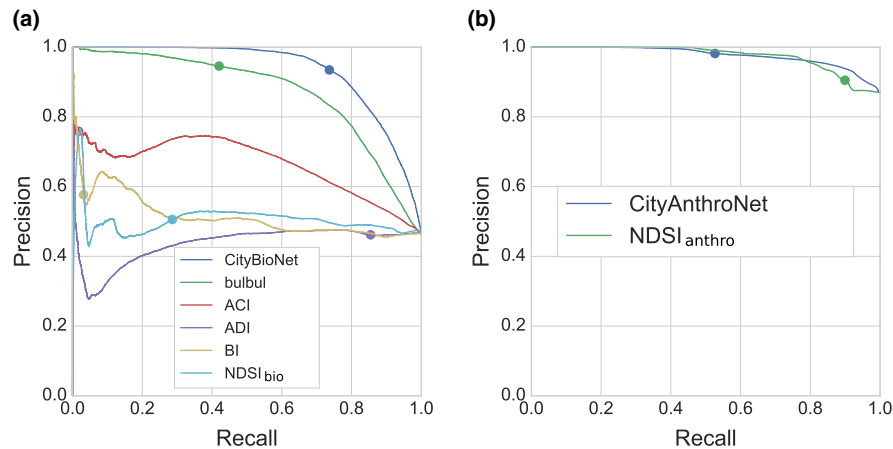 (a)
1.0
0.8
0.6
0.4
0.2
0.0
Precision
CityBioNet
bulbul
ACI
ADI
BI
NDSI bio
0.0 0.2 0.4 0.6 0.8 1.0
Recall
(b)
1.0
0.8
0.6
0.4
0.2
0.0
Precision
CityAnthroNet
NDSI anthro
0.0 0.2 0.4 0.6 0.8 1.0
Recall